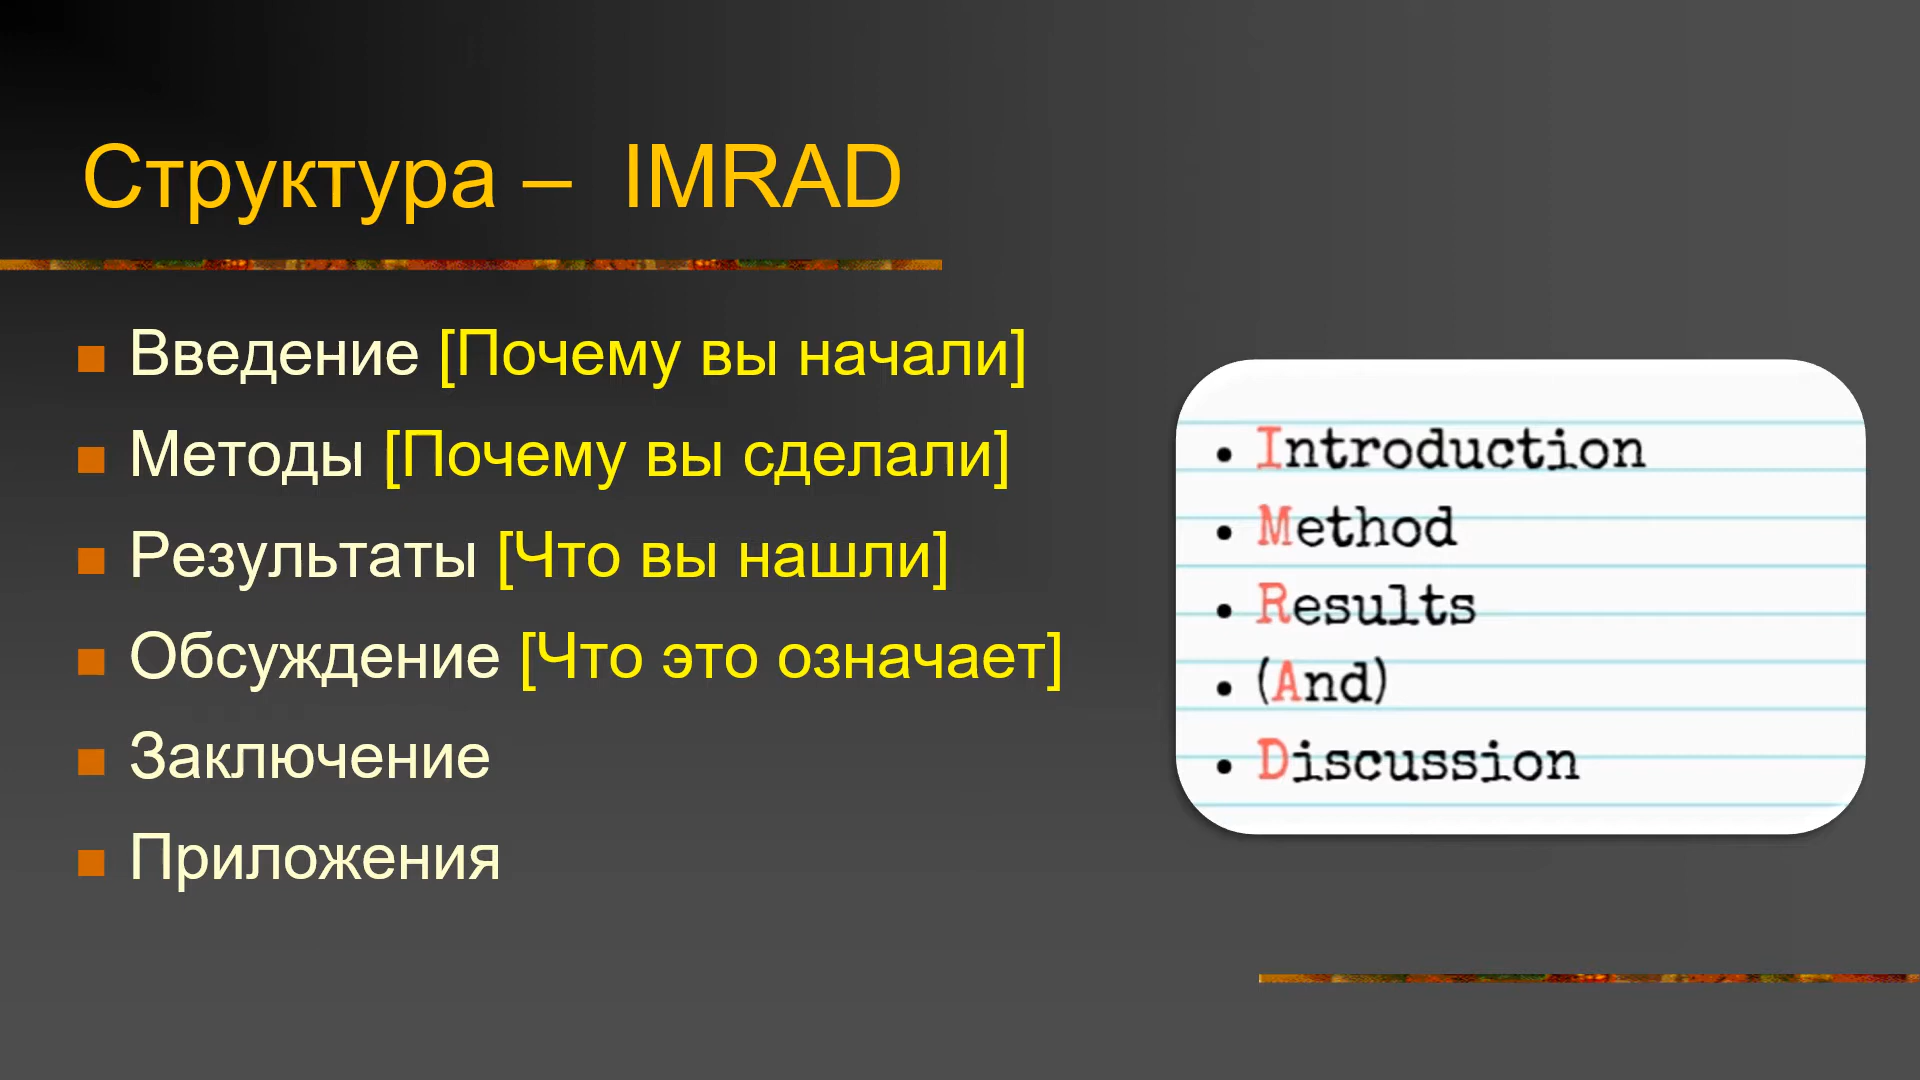 Структура – IMRAD
Введение [Почему вы начали]
Методы [Почему вы сделали]
Результаты [Что вы нашли]
Обсуждение [Что это означает]
Заключение
Приложения
• Introduction
• Method
• Results
• (And)
• Discussion